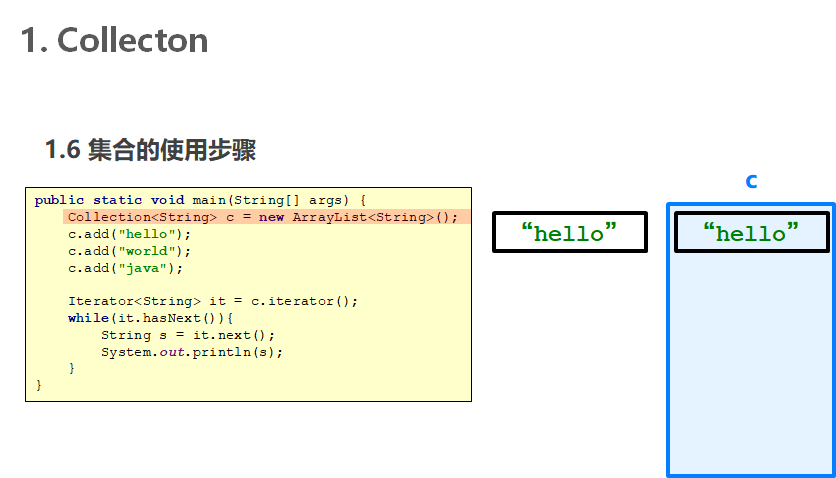 1. Collecton
1.6 集合的使用步骤
public static void main(String[] args) {
Collection<String> c = new ArrayList<String>();
c.add("hello");
c.add("world");
c.add("java");
Iterator<String> it = c.iterator();
while(it.hasNext()){
String s = it.next();
System.out.println(s);
}
}
“hello”
c
“hello”